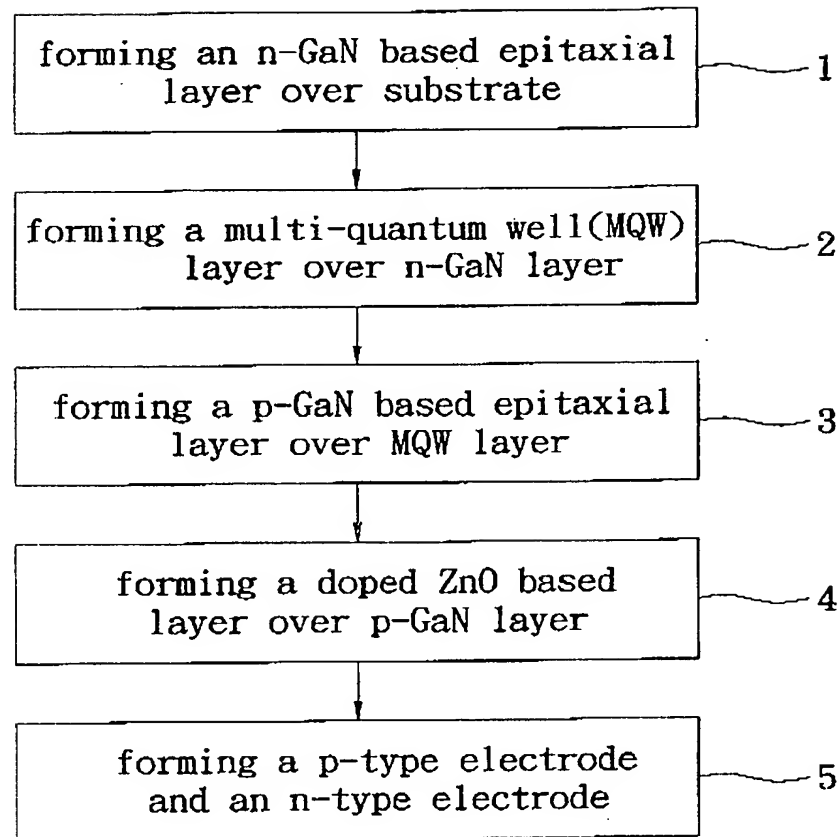 forming an n-GaN based epitaxial
layer over substrate
1
forming a multi-quantum well(MQW)
layer over n-GaN layer
2
forming a p-GaN based epitaxial
layer over MQW layer
3
forming a doped ZnO based
layer over p-GaN layer
4
forming a p-type electrode
and an n-type electrode
5